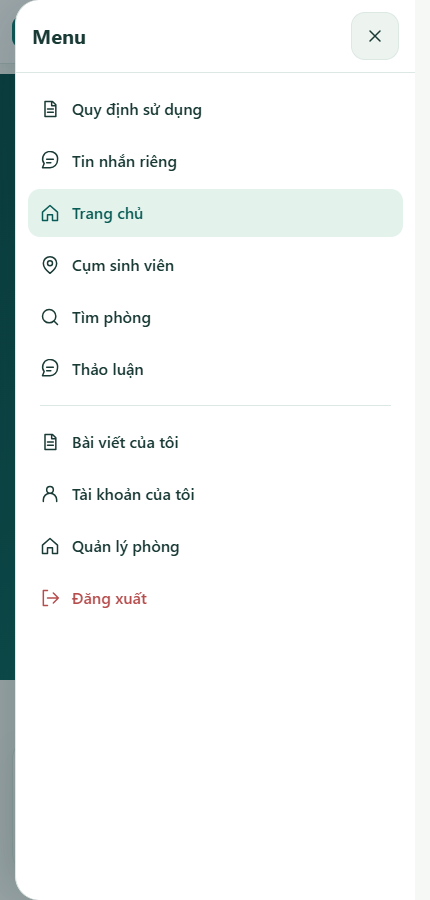 Menu
Quy định sử dụng
Tin nhắn riêng
Trang chủ
Cụm sinh viên
Tìm phòng
Thảo luận
Bài viết của tôi
Tài khoản của tôi
Quản lý phòng
Đăng xuất